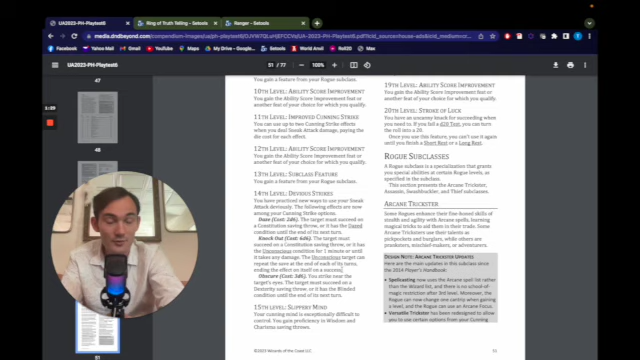 UA2023-PH-Playtest6
Ring of Truth Telling - 5etools
Ranger - 5etools
Facebook
Yahoo Mail
Gmail
YouTube
Maps
My Drive - Google...
5etools
World Anvil
Roll20
Max
UA2023-PH-Playtest6
51 / 77
100%
47
48
51
You gain a feature from your Rogue subclass.
10th Level: Ability Score Improvement
You gain the Ability Score Improvement feat or
another feat of your choice for which you qualify.
11th Level: Improved Cunning Strike
You can use up to two Cunning Strike effects
when you deal Sneak Attack damage, paying the
die cost for each effect.
12th Level: Ability Score Improvement
You gain the Ability Score Improvement feat or
another feat of your choice for which you qualify.
13th Level: Subclass Feature
You gain a feature from your Rogue subclass.
14th Level: Devious Strikes
You have practiced new ways to use your Sneak
Attack deviously. The following effects are now
among your Cunning Strike options.
Daze (Cost: 2d6). The target must succeed on
a Constitution saving throw, or it has the Dazed
condition until the end of its next turn.
Knock Out (Cost: 6d6). The target must
succeed on a Constitution saving throw, or it has
the Unconscious condition for 1 minute or until
it takes any damage. The Unconscious target can
repeat the save at the end of each of its turns,
ending the effect on itself on a success.
Obscure (Cost: 3d6). You strike near the
target's eyes. The target must succeed on a
Dexterity saving throw, or it has the Blinded
condition until the end of its next turn.
15th Level: Slippery Mind
Your cunning mind is exceptionally difficult to
control. You gain proficiency in Wisdom and
Charisma saving throws.
19th Level: Ability Score Improvement
You gain the Ability Score Improvement feat or
another feat of your choice for which you qualify.
20th Level: Stroke of Luck
You have an uncanny knack for succeeding when
you need to. If you fail a d20 Test, you can turn
the roll into a 20.
Once you use this feature, you can't use it again
until you finish a Short Rest or a Long Rest.
Rogue Subclasses
A Rogue subclass is a specialization that grants
you special abilities at certain Rogue levels, as
specified in the subclass.
This section presents the Arcane Trickster,
Assassin, Swashbuckler, and Thief subclasses.
Arcane Trickster
Some Rogues enhance their fine-honed skills of
stealth and agility with Arcane spells, learning
magical tricks to aid them in their trade. Some
Arcane Tricksters use their talents as
pickpockets and burglars, while others are
pranksters, mischief-makers, or adventurers.
Design Note: Arcane Trickster Updates
Here are the main updates in this subclass since
the 2014 Player's Handbook:
• Spellcasting now uses the Arcane spell list rather
than the Wizard list, and there is no school-of-
magic restriction after 3rd level. Moreover, the
Rogue can now change one cantrip when gaining
a level, and the Rogue can use an Arcane Focus.
• Versatile Trickster has been redesigned to allow
you to use certain options from your Cunning
©2023 Wizards of the Coast LLC
51